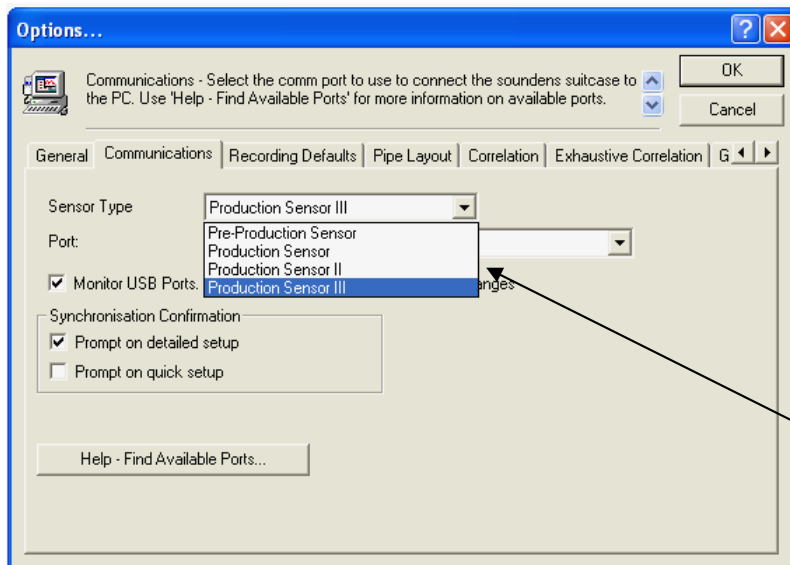 Options...
Communications - Select the comm port to use to connect the soundens suitcase to
the PC. Use 'Help - Find Available Ports' for more information on available ports.
OK
Cancel
General Communications Recording Defaults Pipe Layout Correlation Exhaustive Correlation G
Sensor Type Production Sensor III
Pre-Production Sensor
Port:
Production Sensor
Production Sensor II
Monitor USB Ports. Production Sensor III anges
Synchronisation Confirmation
Prompt on detailed setup
Prompt on quick setup
Help - Find Available Ports...